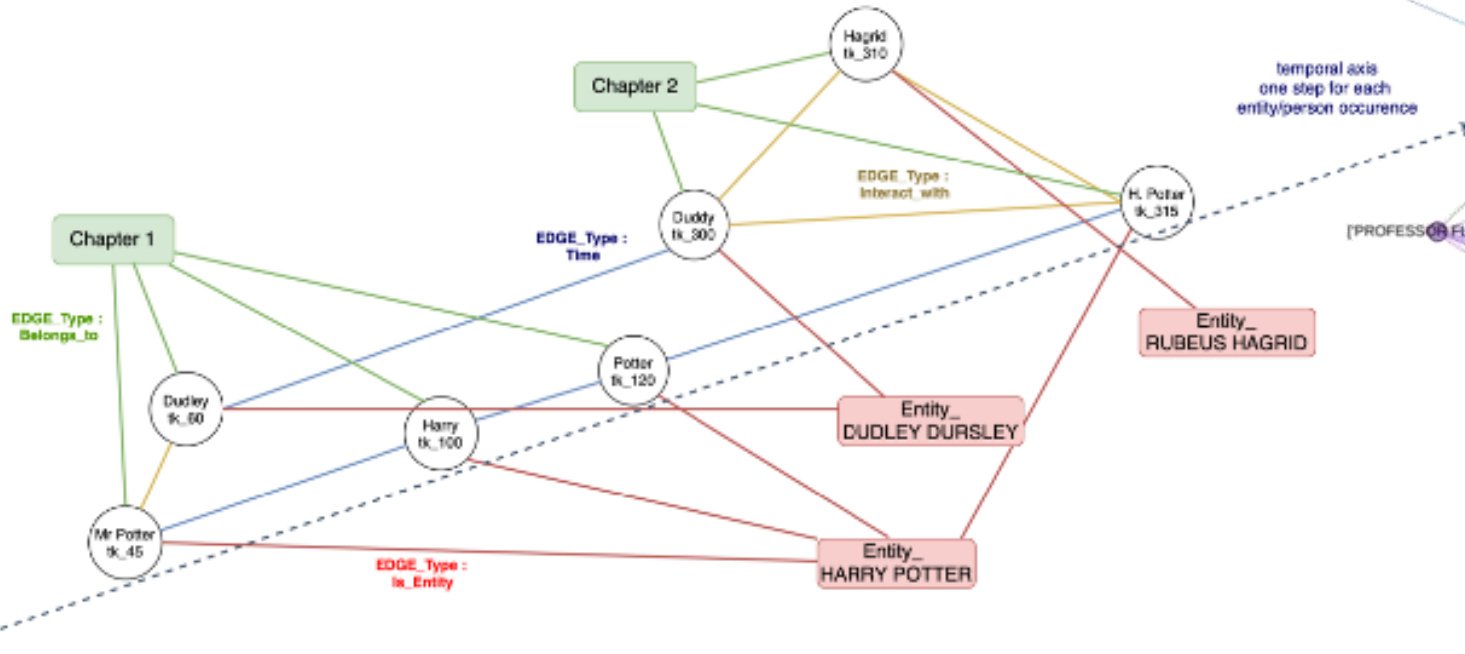 Hagrid
tk_310
Chapter 2
temporal axis
one step for each
entity/person occurence
EDGE_Type :
Interact_with
H. Potter
tk_315
Duddy
tk_300
Chapter 1
EDGE_Type :
Time
['PROFESSOR FL
EDGE_Type :
Belongs_to
Entity_
RUBEUS HAGRID
Potter
tk_120
Dudley
tk_60
Harry
tk_100
Entity_
DUDLEY DURSLEY
Mr Potter
tk_45
EDGE_Type :
Is_Entity
Entity_
HARRY POTTER